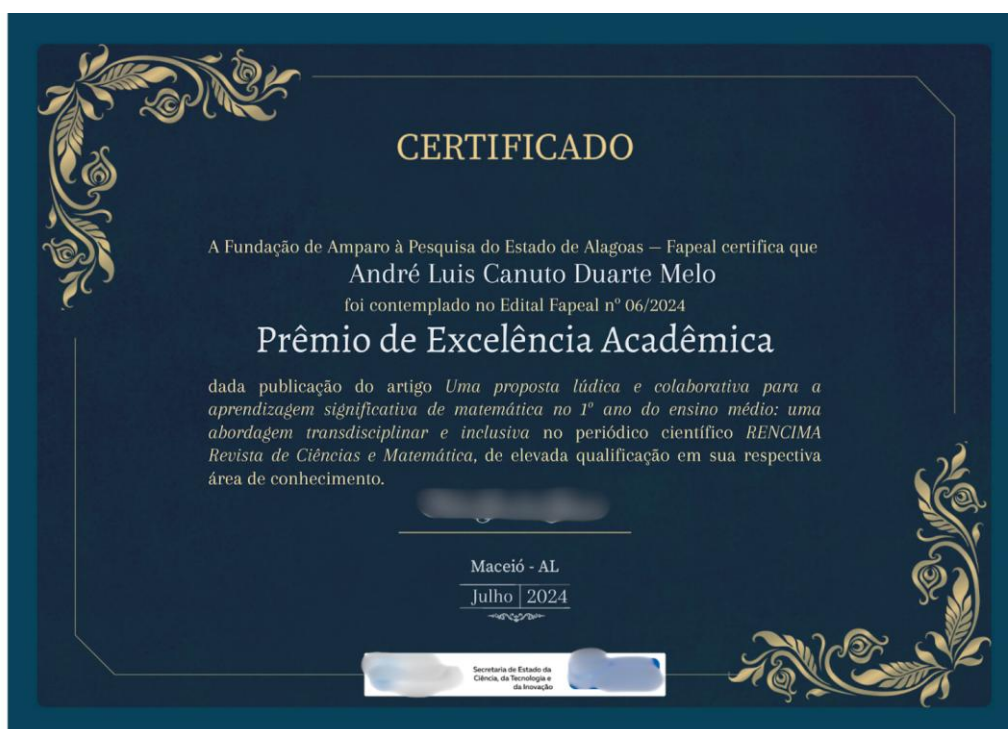 CERTIFICADO
A Fundação de Amparo à Pesquisa do Estado de Alagoas – Fapeal certifica que
André Luis Canuto Duarte Melo
foi contemplado no Edital Fapeal nº 06/2024
Prêmio de Excelência Acadêmica
dada publicação do artigo Uma proposta lúdica e colaborativa para a
aprendizagem significativa de matemática no 1º ano do ensino médio: uma
abordagem transdisciplinar e inclusiva no periódico científico RENCIMA
Revista de Ciências e Matemática, de elevada qualificação em sua respectiva
área de conhecimento.
Maceió - AL
Julho | 2024
Secretaria de Estado da
Ciência, da Tecnologia e
da Inovação